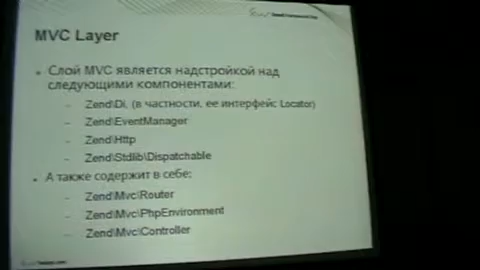 MVC Layer
Слой MVC является надстройкой над
следующими компонентами:
Zend\Di, (в частности, ее интерфейс Locator)
Zend\EventManager
Zend\Http
Zend\Stdlib\Dispatchable
А также содержит в себе:
Zend\Mvc\Router
Zend\Mvc\PhpEnvironment
Zend\Mvc\Controller